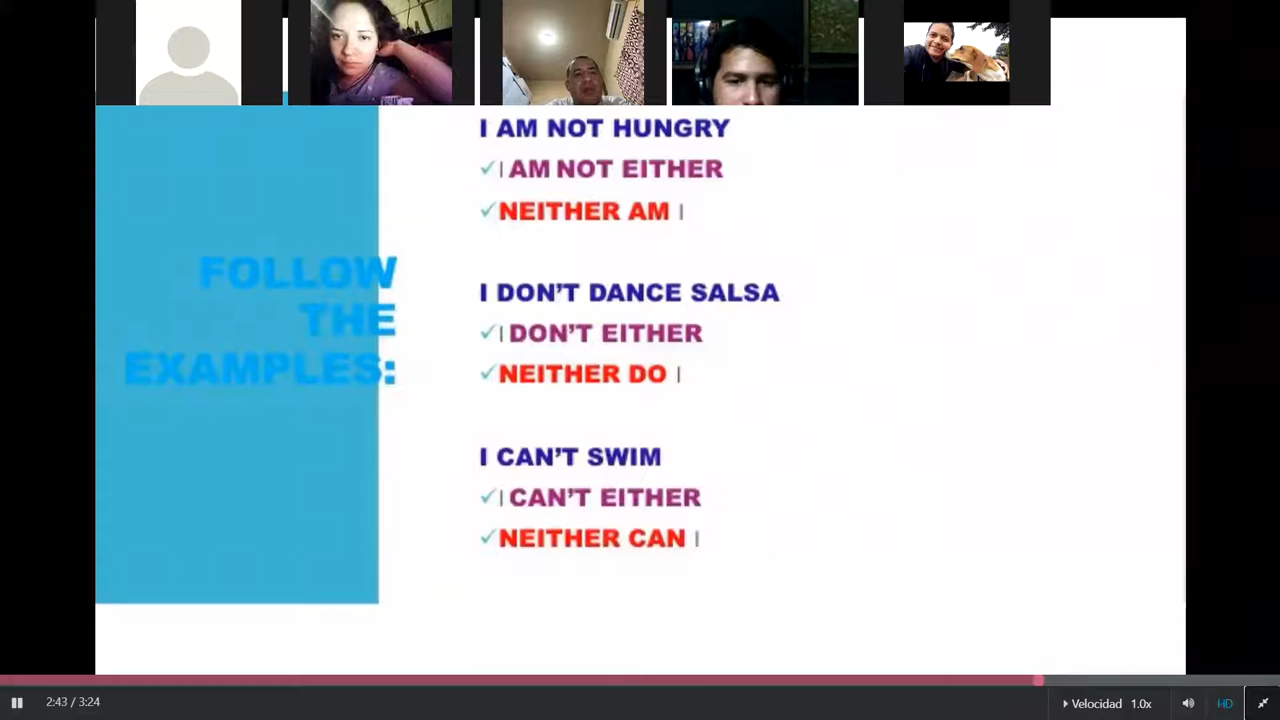 I AM NOT HUNGRY
✓I AM NOT EITHER
✓NEITHER AM I
FOLLOW
THE
EXAMPLES:
I DON'T DANCE SALSA
✓I DON'T EITHER
✓NEITHER DO I
I CAN'T SWIM
✓I CAN'T EITHER
✓NEITHER CAN I
2:43 / 3:24
Velocidad 1.0x
HD